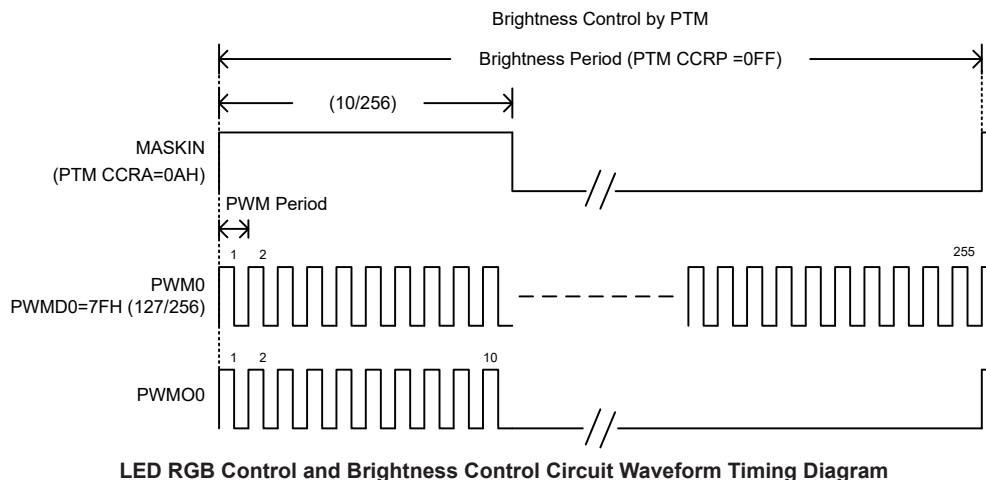 Brightness Control by PTM
Brightness Period (PTM CCRP =0FF)
(10/256)
MASKIN
(PTM CCRA=0AH)
PWM Period
1 2 255
PWM0
PWMD0=7FH (127/256)
1 2 10
PWMO0
LED RGB Control and Brightness Control Circuit Waveform Timing Diagram